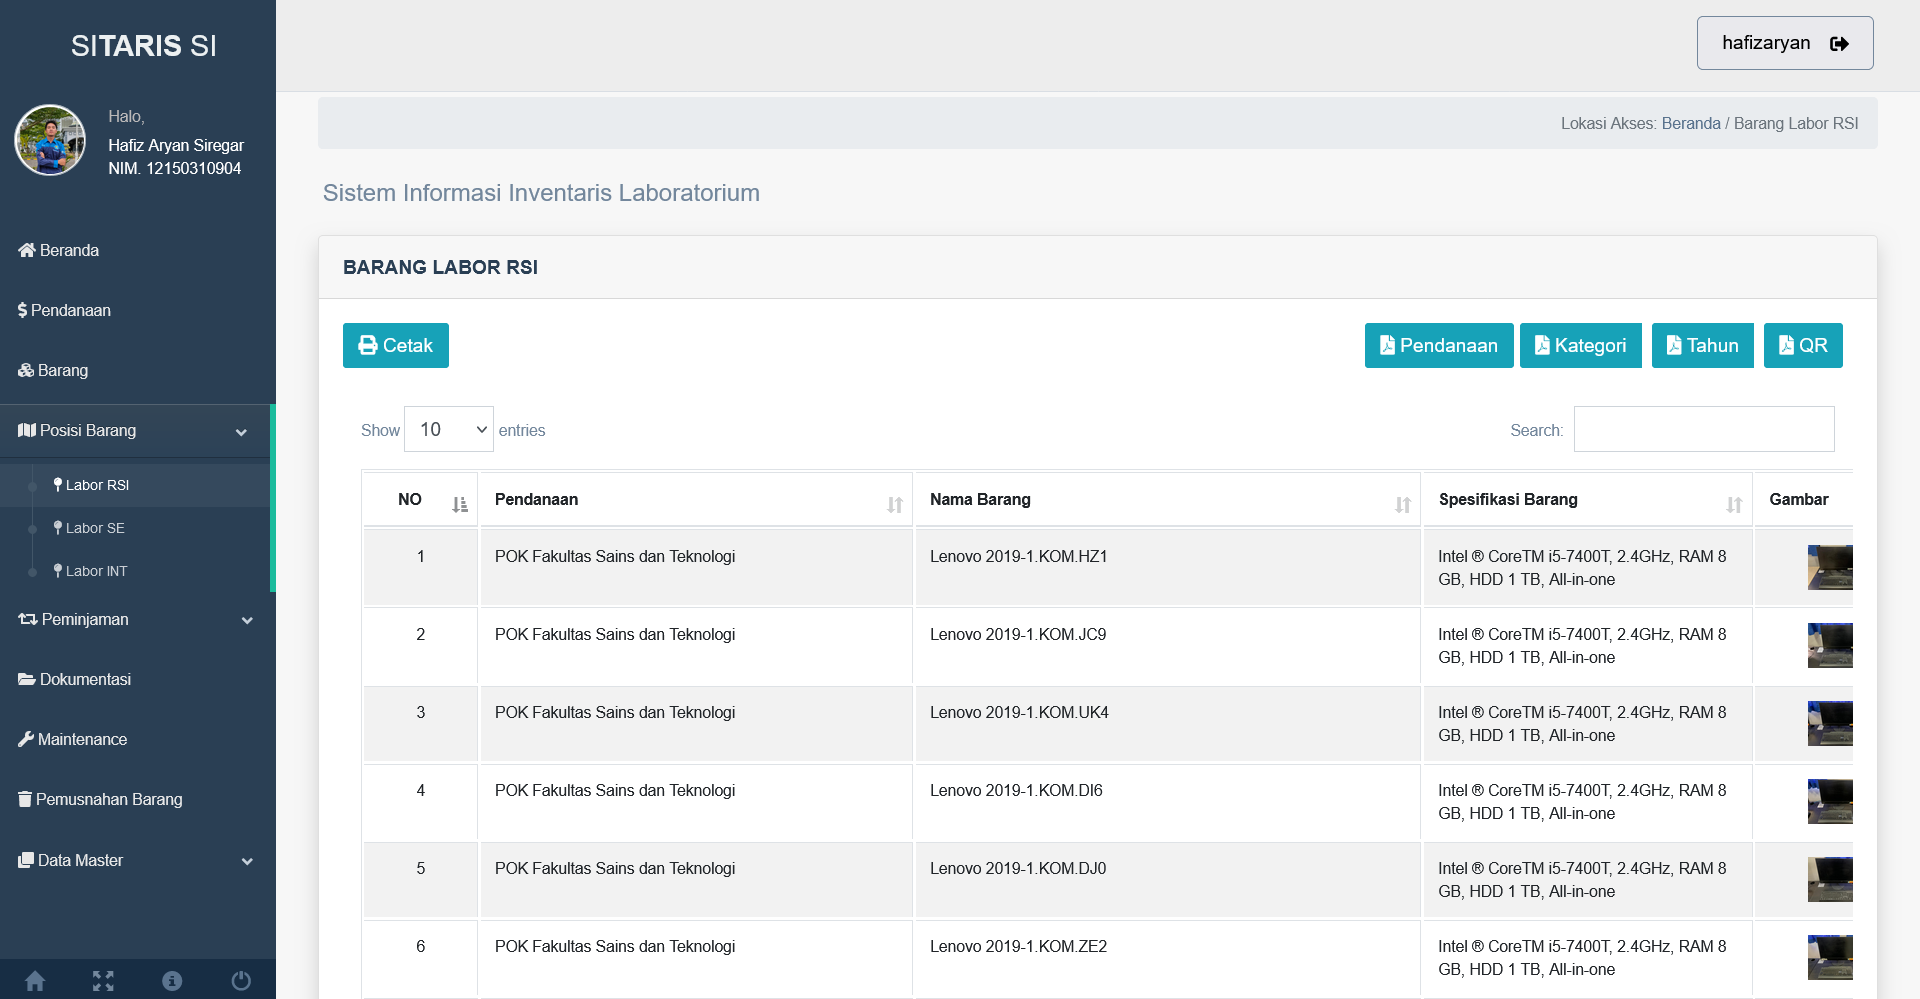 SITARIS SI
Halo,
Hafiz Aryan Siregar
NIM. 12150310904
Beranda
Pendanaan
Barang
Posisi Barang
Labor RSI
Labor SE
Labor INT
Peminjaman
Dokumentasi
Maintenance
Pemusnahan Barang
Data Master
hafizaryan
Lokasi Akses: Beranda / Barang Labor RSI
Sistem Informasi Inventaris Laboratorium
BARANG LABOR RSI
Cetak
Pendanaan
Kategori
Tahun
QR
Show 10 entries
Search:
NO Pendanaan Nama Barang Spesifikasi Barang Gambar
1 POK Fakultas Sains dan Teknologi Lenovo 2019-1.KOM.HZ1 Intel ® CoreTM i5-7400T, 2.4GHz, RAM 8
GB, HDD 1 TB, All-in-one
2 POK Fakultas Sains dan Teknologi Lenovo 2019-1.KOM.JC9 Intel ® CoreTM i5-7400T, 2.4GHz, RAM 8
GB, HDD 1 TB, All-in-one
3 POK Fakultas Sains dan Teknologi Lenovo 2019-1.KOM.UK4 Intel ® CoreTM i5-7400T, 2.4GHz, RAM 8
GB, HDD 1 TB, All-in-one
4 POK Fakultas Sains dan Teknologi Lenovo 2019-1.KOM.DI6 Intel ® CoreTM i5-7400T, 2.4GHz, RAM 8
GB, HDD 1 TB, All-in-one
5 POK Fakultas Sains dan Teknologi Lenovo 2019-1.KOM.DJ0 Intel ® CoreTM i5-7400T, 2.4GHz, RAM 8
GB, HDD 1 TB, All-in-one
6 POK Fakultas Sains dan Teknologi Lenovo 2019-1.KOM.ZE2 Intel ® CoreTM i5-7400T, 2.4GHz, RAM 8
GB, HDD 1 TB, All-in-one